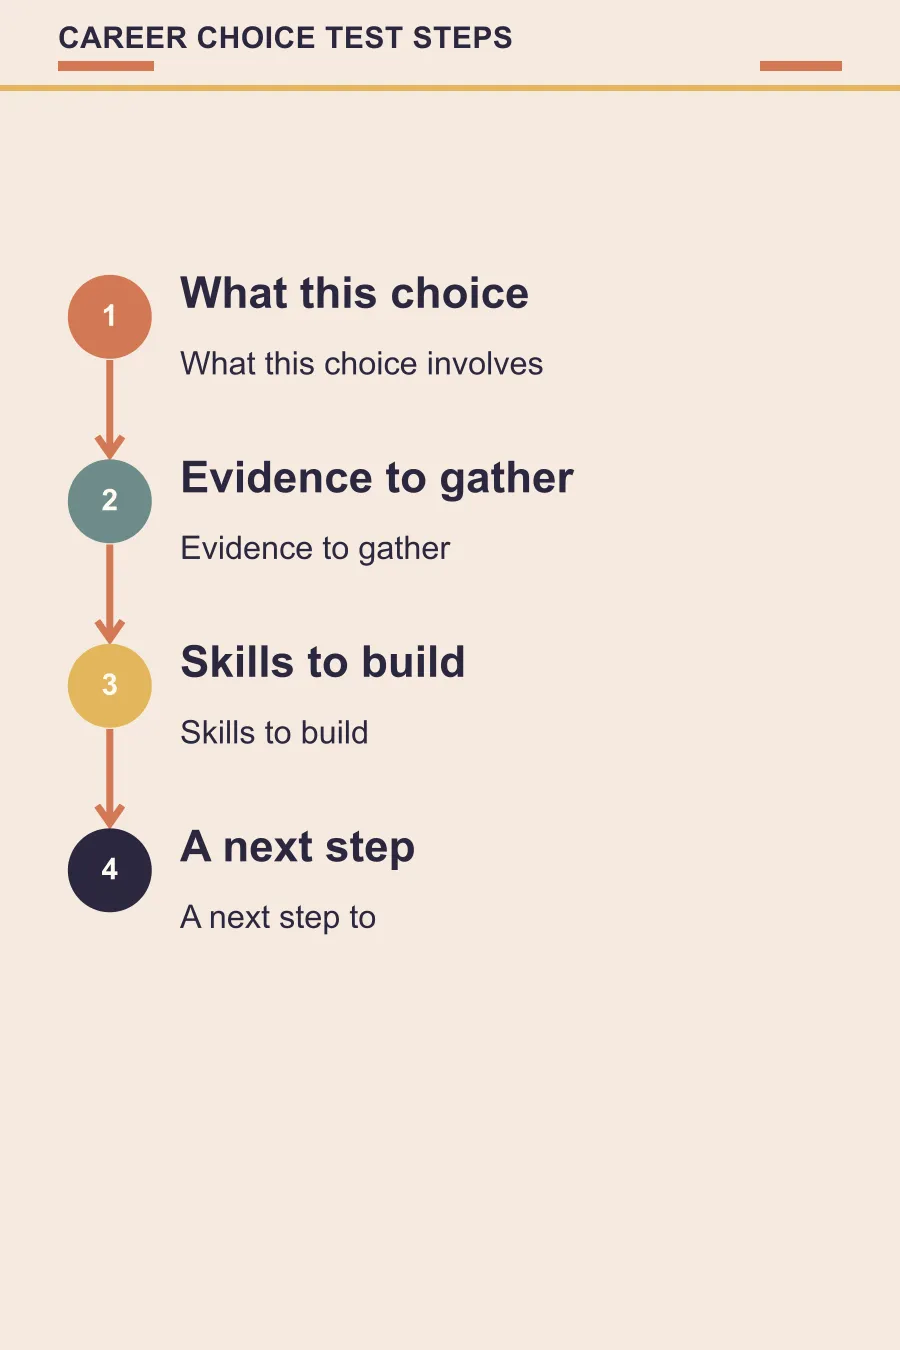 CAREER CHOICE TEST STEPS
1
What this choice
What this choice involves
2
Evidence to gather
Evidence to gather
3
Skills to build
Skills to build
4
A next step
A next step to